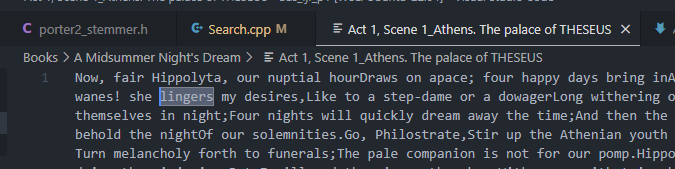 porter2_stemmer.h Search.cpp Act 1, Scene 1_Athens. The palace of THESEUS
Books > A Midsummer Night's Dream > Act 1, Scene 1_Athens. The palace of THESEUS
1 Now, fair Hippolyta, our nuptial hourDraws on apace; four happy days bring inA
wanes! she lingers my desires,Like to a step-dame or a dowagerLong withering o
themselves in night;Four nights will quickly dream away the time;And then the
behold the nightOf our solemnities.Go, Philostrate,Stir up the Athenian youth
Turn melancholy forth to funerals;The pale companion is not for our pomp.Hippo